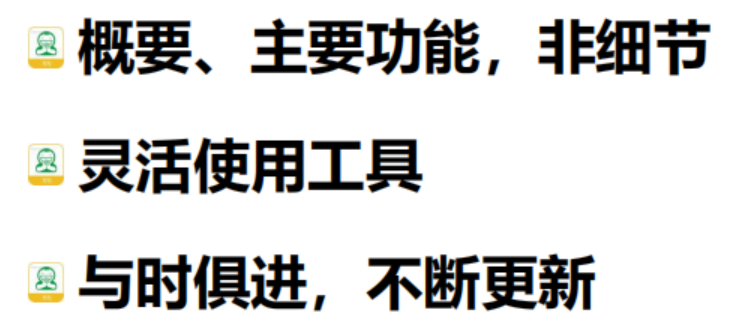 概要、主要功能，非细节
灵活使用工具
与时俱进，不断更新